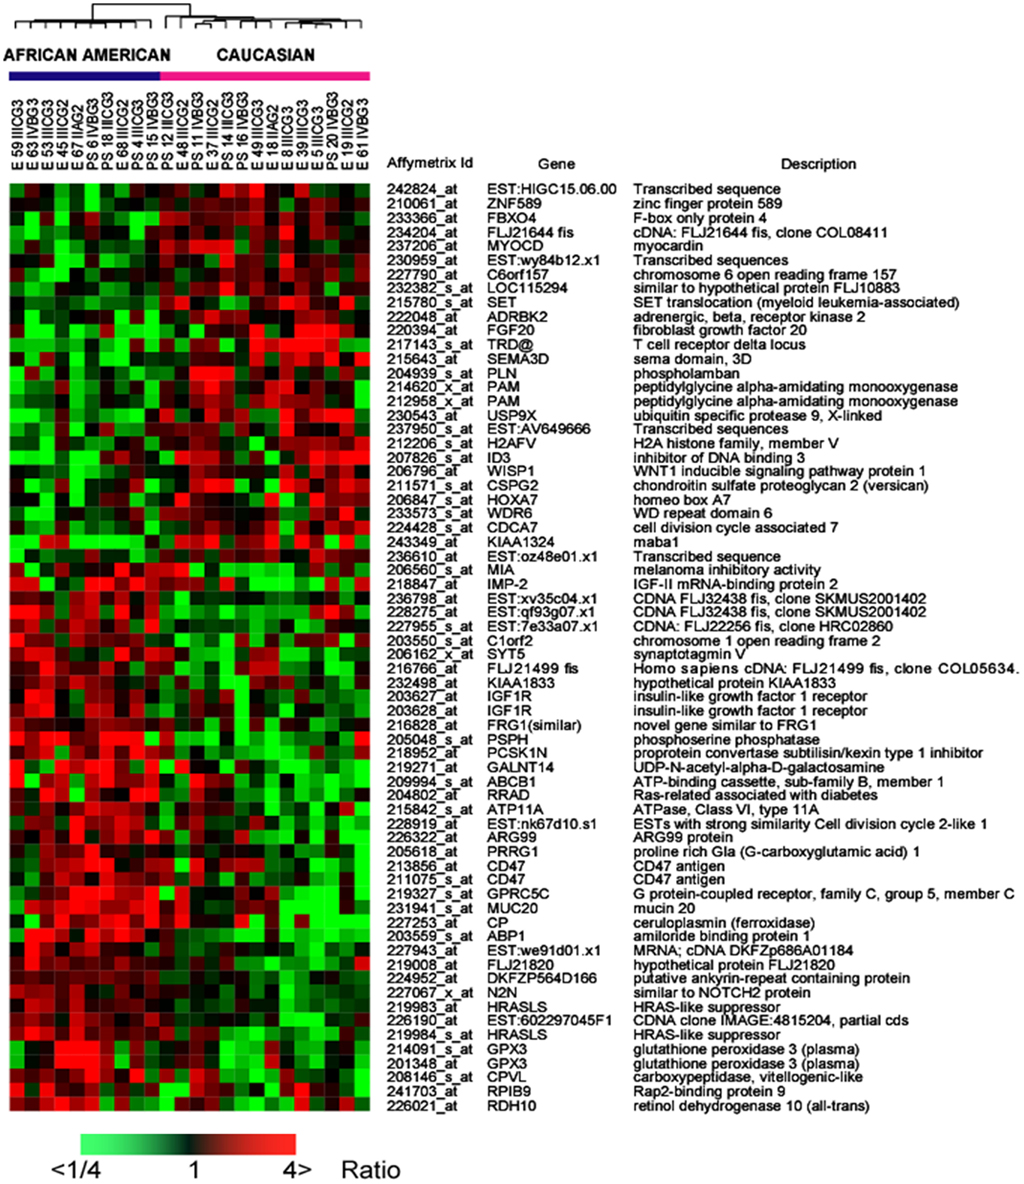 AFRICAN AMERICAN CAUCASIAN
E 59 IIICG3
E 63 IVBG3
E 53 IIICG3
E 45 IIICG2
E 67 IIAG2
PS 6 IVBG3
PS 18 IIICG3
E 68 IIICG2
PS 4 IIICG3
PS 15 IVBG3
PS 12 IIICG3
E 48 IIICG2
PS 11 IVBG3
E 37 IIICG2
PS 14 IIICG3
PS 16 IVBG3
E 49 IIICG3
E 18 IIAG2
E 8 IIICG3
E 39 IIICG3
E 5 IIICG3
PS 20 IVBG3
E 19 IIICG2
E 61 IVBG3
Affymetrix Id Gene Description
242824_at EST:HIGC15.06.00 Transcribed sequence
210061_at ZNF589 zinc finger protein 589
233366_at FBXO4 F-box only protein 4
234204_at FLJ21644 fis cDNA: FLJ21644 fis, clone COL08411
237206_at MYOCD myocardin
230959_at EST:wy84b12.x1 Transcribed sequences
227790_at C6orf157 chromosome 6 open reading frame 157
232382_s_at LOC115294 similar to hypothetical protein FLJ10883
215780_s_at SET SET translocation (myeloid leukemia-associated)
222048_at ADRBK2 adrenergic, beta, receptor kinase 2
220394_at FGF20 fibroblast growth factor 20
217143_s_at TRD@ T cell receptor delta locus
215643_at SEMA3D sema domain, 3D
204939_s_at PLN phospholamban
214620_x_at PAM peptidylglycine alpha-amidating monooxygenase
212958_x_at PAM peptidylglycine alpha-amidating monooxygenase
230543_at USP9X ubiquitin specific protease 9, X-linked
237950_s_at EST:AV649666 Transcribed sequences
212206_s_at H2AFV H2A histone family, member V
207826_s_at ID3 inhibitor of DNA binding 3
206796_at WISP1 WNT1 inducible signaling pathway protein 1
211571_s_at CSPG2 chondroitin sulfate proteoglycan 2 (versican)
206847_s_at HOXA7 homeo box A7
233573_s_at WDR6 WD repeat domain 6
224428_s_at CDCA7 cell division cycle associated 7
243349_at KIAA1324 maba1
236610_at EST:oz48e01.x1 Transcribed sequence
206560_s_at MIA melanoma inhibitory activity
218847_at IMP-2 IGF-II mRNA-binding protein 2
236798_at EST:xv35c04.x1 CDNA FLJ32438 fis, clone SKMUS2001402
228275_at EST:qf93g07.x1 CDNA FLJ32438 fis, clone SKMUS2001402
227955_s_at EST:7e33a07.x1 CDNA: FLJ22256 fis, clone HRC02860
203550_s_at C1orf2 chromosome 1 open reading frame 2
206162_x_at SYT5 synaptotagmin V
216766_at FLJ21499 fis Homo sapiens cDNA: FLJ21499 fis, clone COL05634.
232498_at KIAA1833 hypothetical protein KIAA1833
203627_at IGF1R insulin-like growth factor 1 receptor
203628_at IGF1R insulin-like growth factor 1 receptor
216828_at FRG1(similar) novel gene similar to FRG1
205048_s_at PSPH phosphoserine phosphatase
218952_at PCSK1N proprotein convertase subtilisin/kexin type 1 inhibitor
219271_at GALNT14 UDP-N-acetyl-alpha-D-galactosamine
209994_s_at ABCB1 ATP-binding cassette, sub-family B, member 1
204802_at RRAD Ras-related associated with diabetes
215842_s_at ATP11A ATPase, Class VI, type 11A
228919_at EST:nk67d10.s1 ESTs with strong similarity Cell division cycle 2-like 1
226322_at ARG99 ARG99 protein
205618_at PRRG1 proline rich Gla (G-carboxyglutamic acid) 1
213856_at CD47 CD47 antigen
211075_s_at CD47 CD47 antigen
219327_s_at GPRC5C G protein-coupled receptor, family C, group 5, member C
231941_s_at MUC20 mucin 20
227253_at CP ceruloplasmin (ferroxidase)
203559_s_at ABP1 amiloride binding protein 1
227943_at EST:we91d01.x1 MRNA; cDNA DKFZp686A01184
219008_at FLJ21820 hypothetical protein FLJ21820
224952_at DKFZP564D166 putative ankyrin-repeat containing protein
227067_x_at N2N similar to NOTCH2 protein
219983_at HRASLS HRAS-like suppressor
226190_at EST:602297045F1 CDNA clone IMAGE:4815204, partial cds
219984_s_at HRASLS HRAS-like suppressor
214091_s_at GPX3 glutathione peroxidase 3 (plasma)
201348_at GPX3 glutathione peroxidase 3 (plasma)
208146_s_at CPVL carboxypeptidase, vitellogenic-like
241703_at RPIB9 Rap2-binding protein 9
226021_at RDH10 retinol dehydrogenase 10 (all-trans)
<1/4 1 4> Ratio